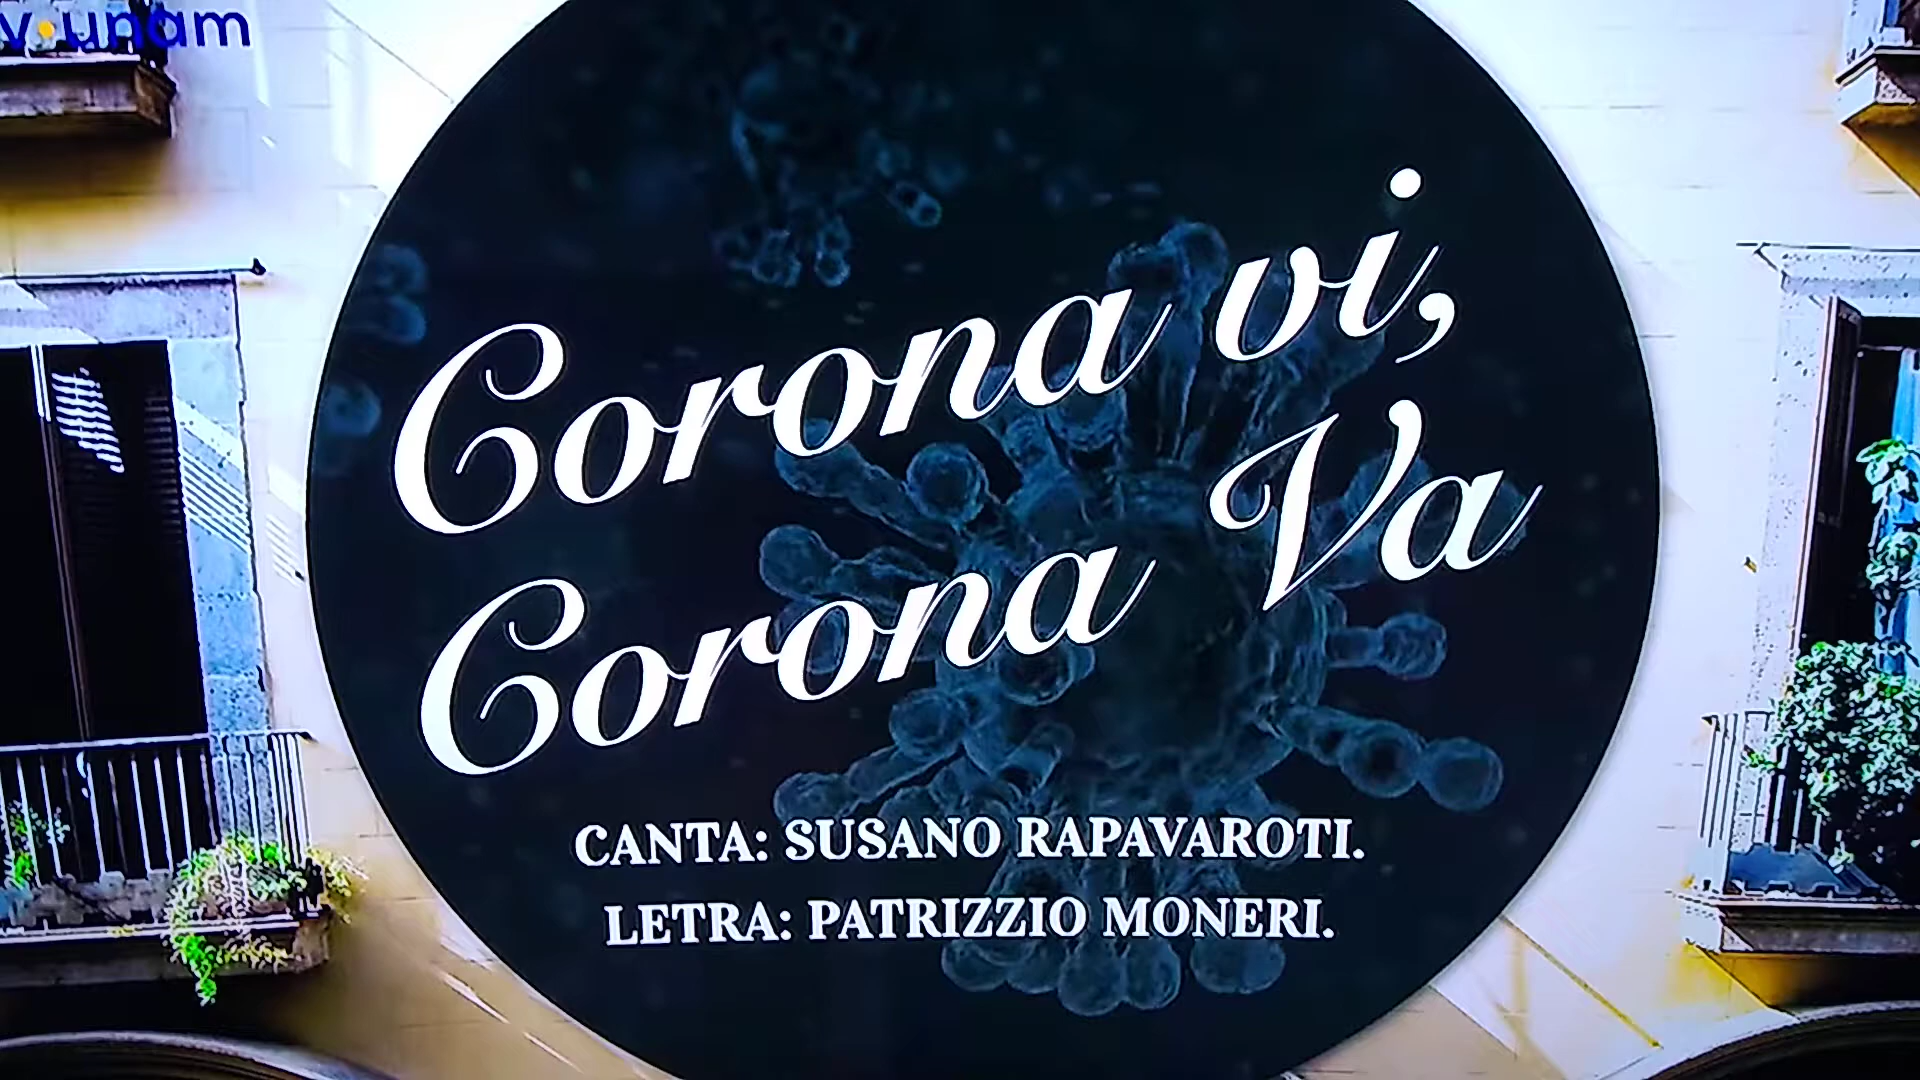 v•unam
Corona vi,
Corona Va
CANTA: SUSANO RAPAVAROTI.
LETRA: PATRIZZIO MONERI.